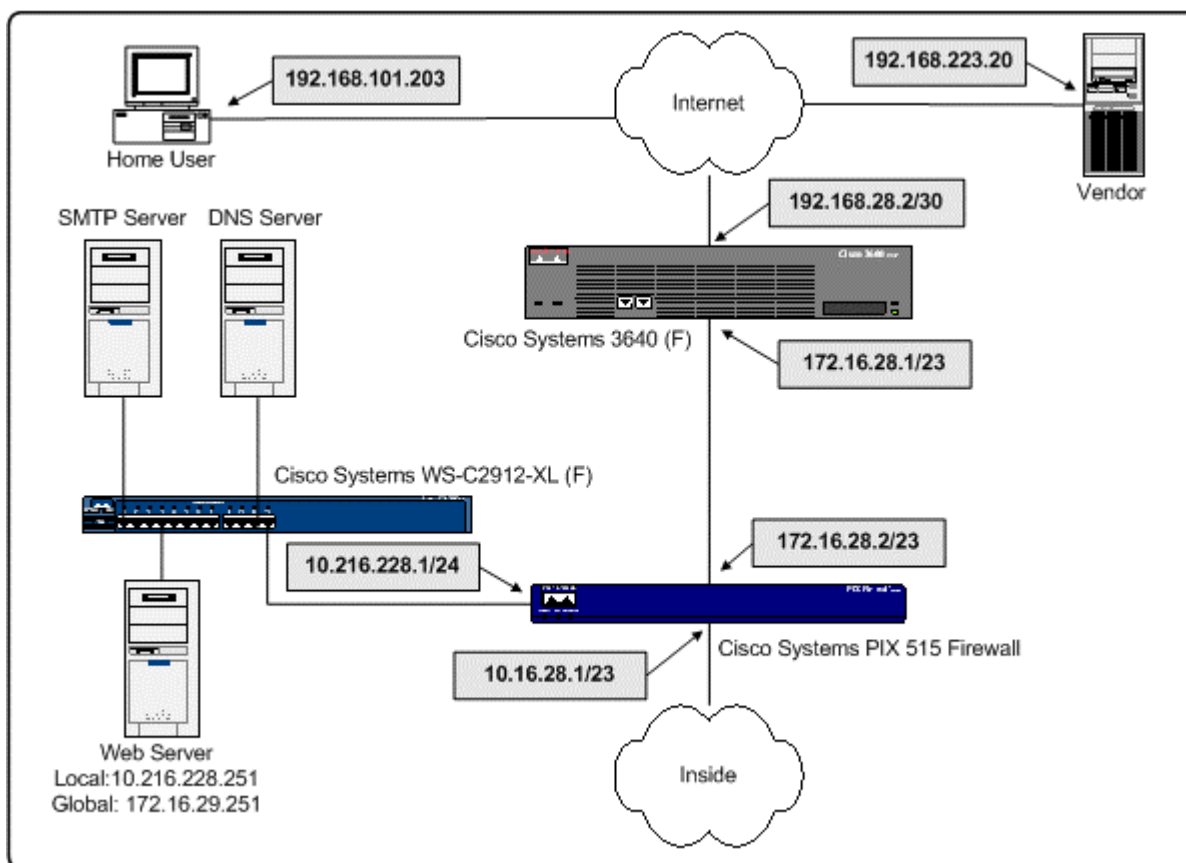 192.168.101.203
192.168.223.20
Internet
Home User
Vendor
SMTP Server
DNS Server
192.168.28.2/30
Cisco Systems 3640 (F)
172.16.28.1/23
Cisco Systems WS-C2912-XL (F)
172.16.28.2/23
10.216.228.1/24
Cisco Systems PIX 515 Firewall
10.16.28.1/23
Web Server
Local:10.216.228.251
Global: 172.16.29.251
Inside